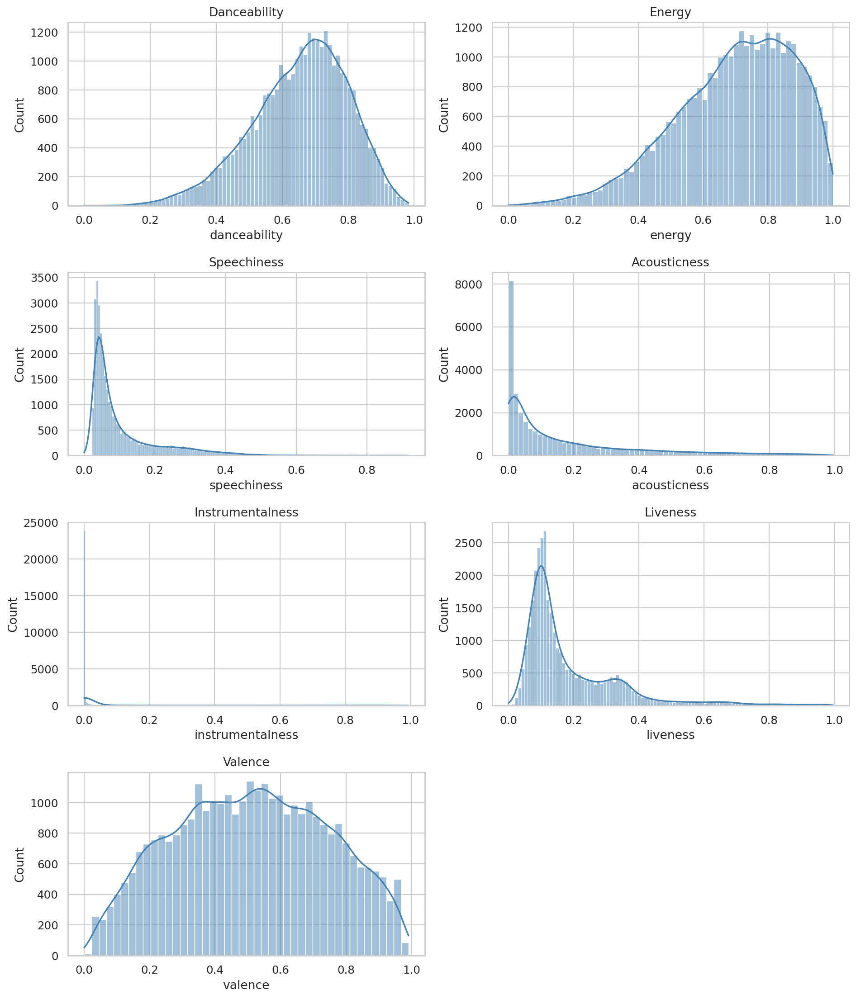 Danceability
1200
1000
800
600
400
200
0
Count
0.0 0.2 0.4 0.6 0.8 1.0
danceability
Energy
1200
1000
800
600
400
200
0
Count
0.0 0.2 0.4 0.6 0.8 1.0
energy
Speechiness
3500
3000
2500
2000
1500
1000
500
0
Count
0.0 0.2 0.4 0.6 0.8
speechiness
Acousticness
8000
6000
4000
2000
0
Count
0.0 0.2 0.4 0.6 0.8 1.0
acousticness
Instrumentalness
25000
20000
15000
10000
5000
0
Count
0.0 0.2 0.4 0.6 0.8 1.0
instrumentalness
Liveness
2500
2000
1500
1000
500
0
Count
0.0 0.2 0.4 0.6 0.8 1.0
liveness
Valence
1000
800
600
400
200
0
Count
0.0 0.2 0.4 0.6 0.8 1.0
valence